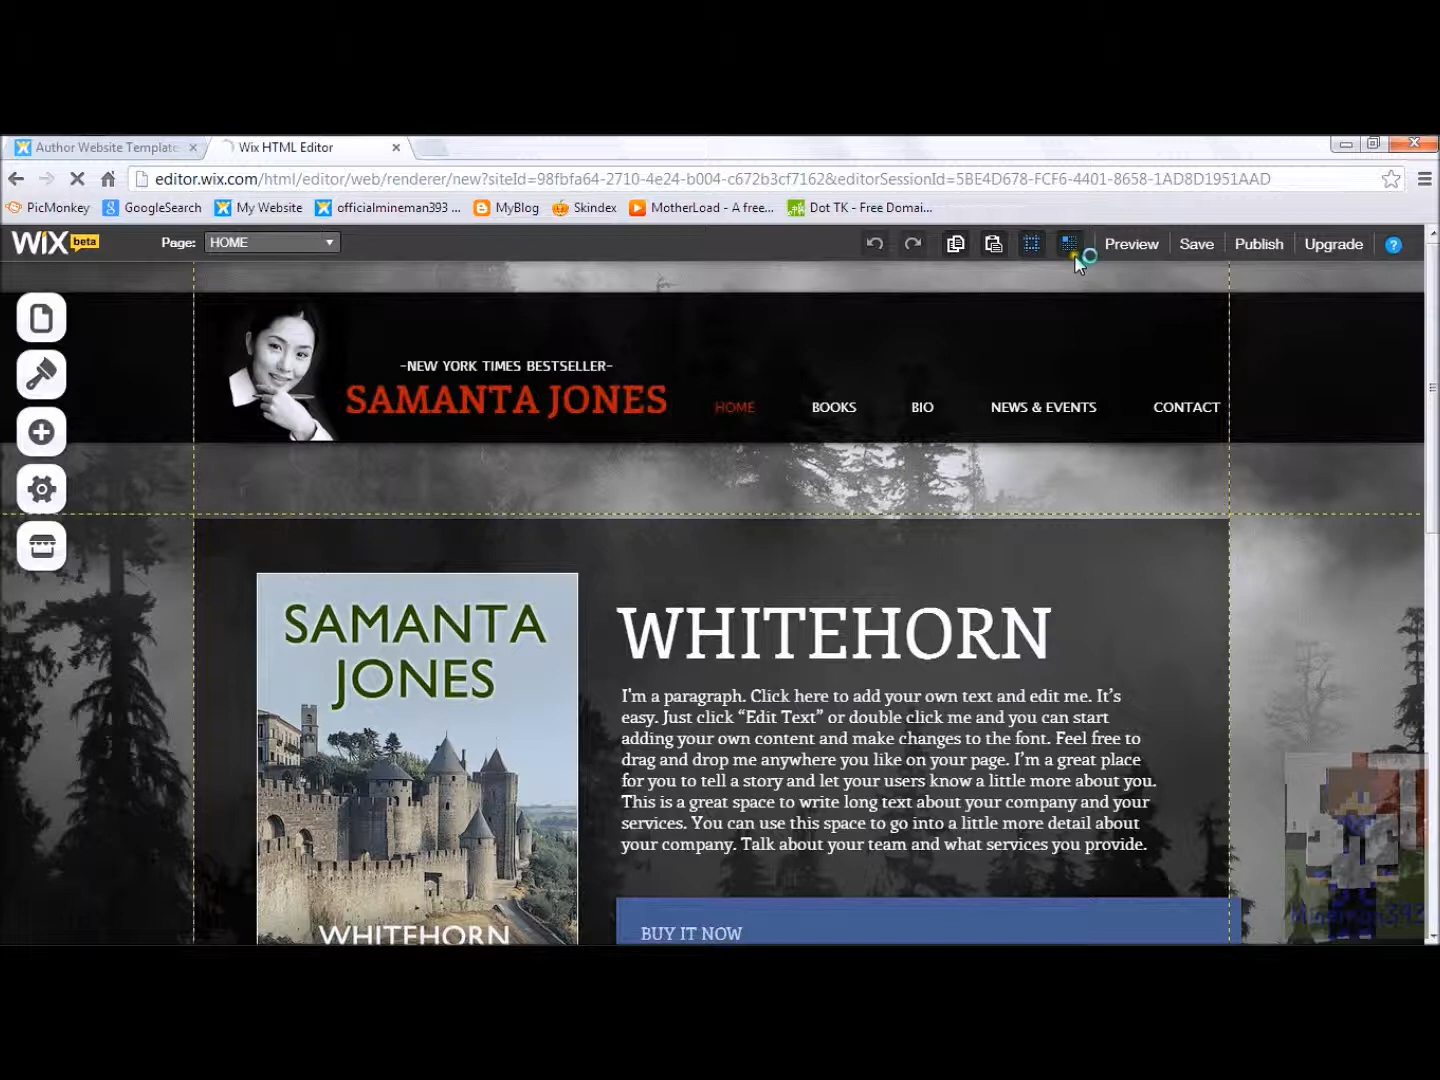 Author Website Template
Wix HTML Editor
editor.wix.com/html/editor/web/renderer/new?siteId=98fbfa64-2710-4e24-b004-c672b3cf7162&editorSessionId=5BE4D678-FCF6-4401-8658-1AD8D1951AAD
PicMonkey GoogleSearch My Website officialmineman393 ... MyBlog Skindex MotherLoad - A free... Dot TK - Free Domai...
WiX beta Page: HOME Preview Save Publish Upgrade ?
-NEW YORK TIMES BESTSELLER-
SAMANTA JONES
HOME BOOKS BIO NEWS & EVENTS CONTACT
SAMANTA
JONES
WHITEHORN
WHITEHORN
I'm a paragraph. Click here to add your own text and edit me. It's
easy. Just click “Edit Text” or double click me and you can start
adding your own content and make changes to the font. Feel free to
drag and drop me anywhere you like on your page. I'm a great place
for you to tell a story and let your users know a little more about you.
This is a great space to write long text about your company and your
services. You can use this space to go into a little more detail about
your company. Talk about your team and what services you provide.
BUY IT NOW
Mineman393